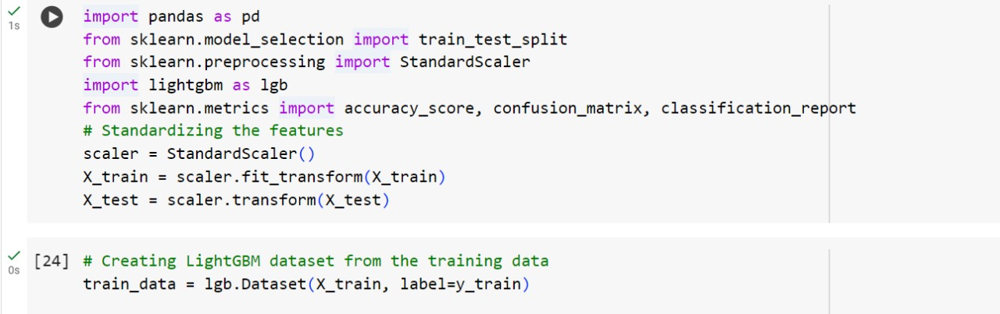 1s
import pandas as pd
from sklearn.model_selection import train_test_split
from sklearn.preprocessing import StandardScaler
import lightgbm as lgb
from sklearn.metrics import accuracy_score, confusion_matrix, classification_report
# Standardizing the features
scaler = StandardScaler()
X_train = scaler.fit_transform(X_train)
X_test = scaler.transform(X_test)
0s
[24] # Creating LightGBM dataset from the training data
train_data = lgb.Dataset(X_train, label=y_train)